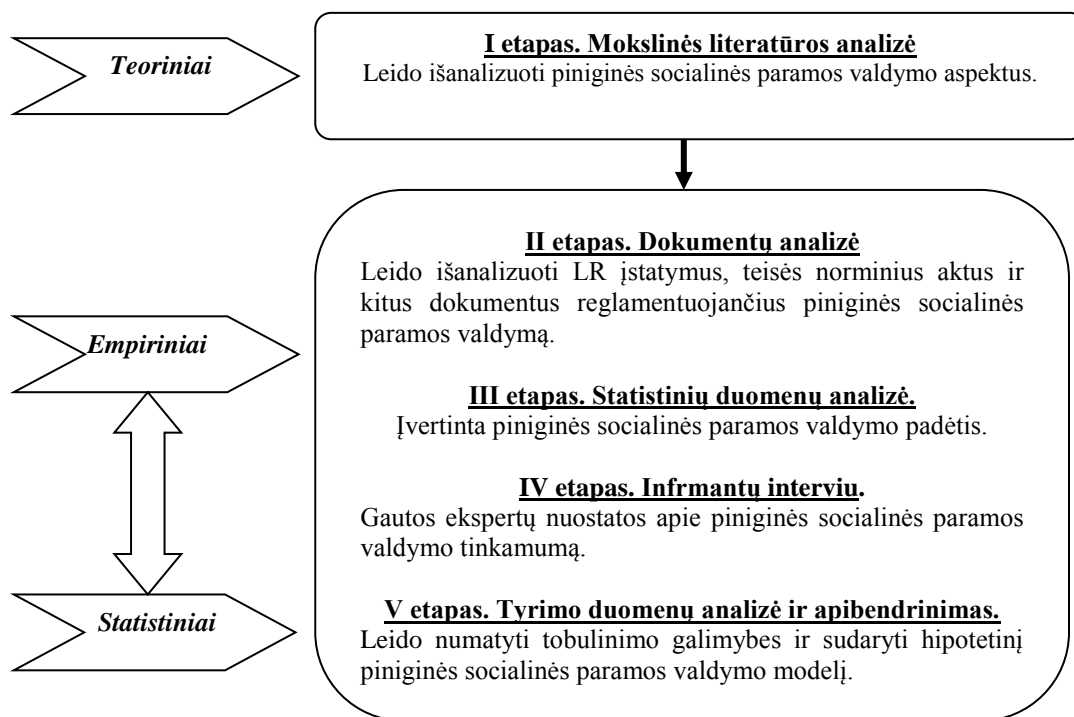 Teoriniai
I etapas. Mokslinės literatūros analizė
Leido išanalizuoti piniginės socialinės paramos valdymo aspektus.
II etapas. Dokumentų analizė
Leido išanalizuoti LR įstatymus, teisės norminius aktus ir
kitus dokumentus reglamentuojančius piniginės socialinės
paramos valdymą.
Empiriniai
III etapas. Statistinių duomenų analizė.
Įvertinta piniginės socialinės paramos valdymo padėtis.
IV etapas. Infrmantų interviu.
Gautos ekspertų nuostatos apie piniginės socialinės paramos
valdymo tinkamumą.
Statistiniai
V etapas. Tyrimo duomenų analizė ir apibendrinimas.
Leido numatyti tobulinimo galimybes ir sudaryti hipotetinį
piniginės socialinės paramos valdymo modelį.